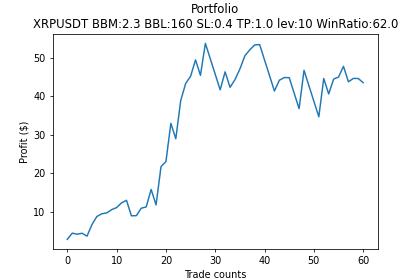 Portfolio
XRPUSDT BBM:2.3 BBL:160 SL:0.4 TP:1.0 lev:10 WinRatio:62.0
50
40
30
20
10
Profit ($)
0 10 20 30 40 50 60
Trade counts